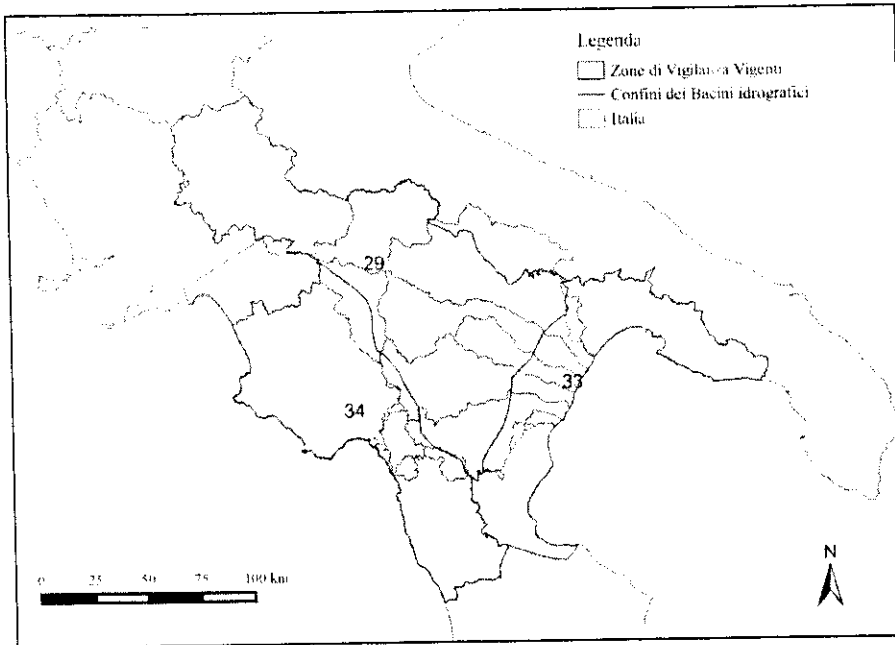 Legenda
Zone di Vigilanza Vigenti
Confini dei Bacini idrografici
Italia
29
33
34
0 25 50 75 100 km
N